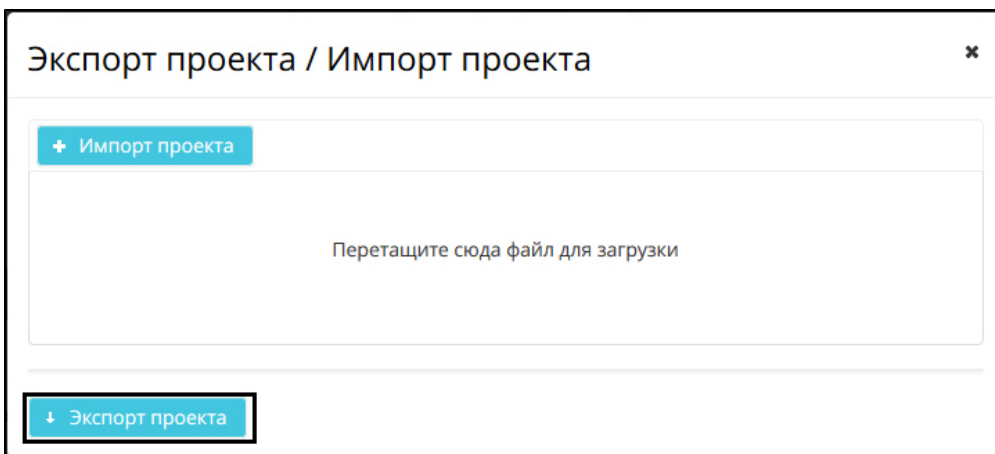 Экспорт проекта / Импорт проекта
Импорт проекта
Перетащите сюда файл для загрузки
Экспорт проекта